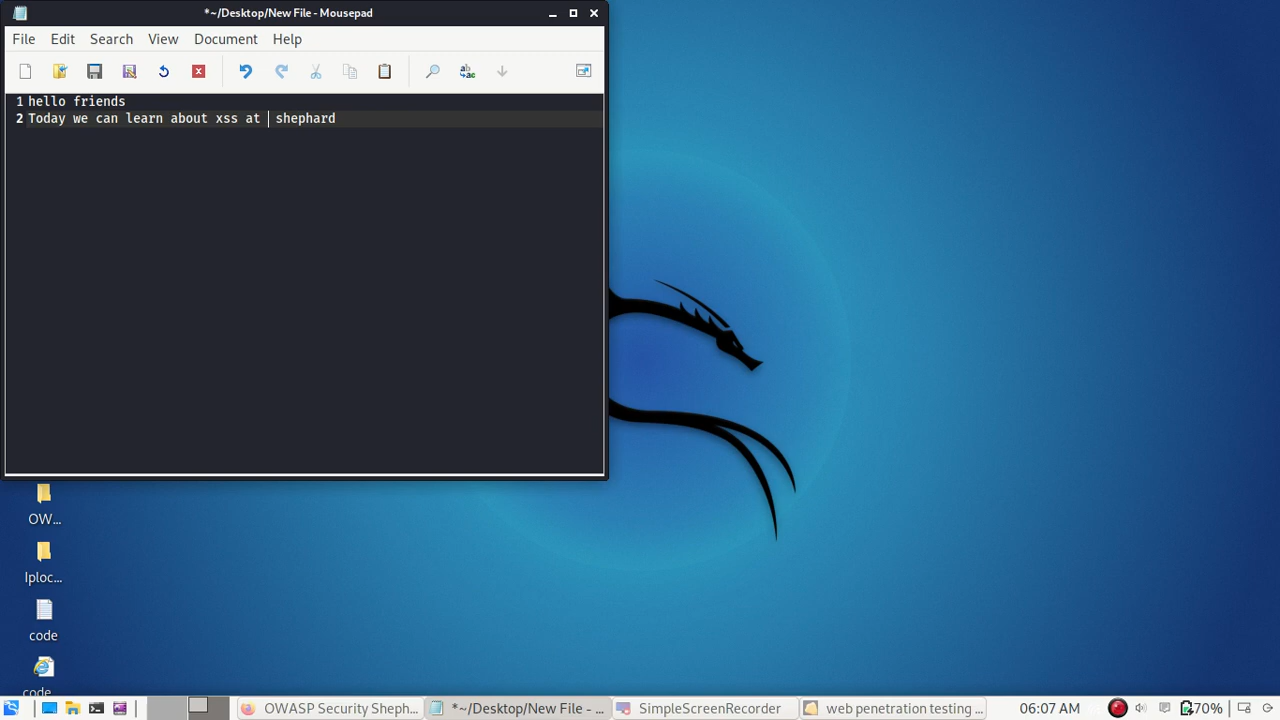 *~/Desktop/New File - Mousepad
File Edit Search View Document Help
1 hello friends
2 Today we can learn about xss at shephard
OW...
Iploc...
code
code...
OWASP Security Sheph...
*~/Desktop/New File - ...
SimpleScreenRecorder
web penetration testing ...
06:07 AM
70%